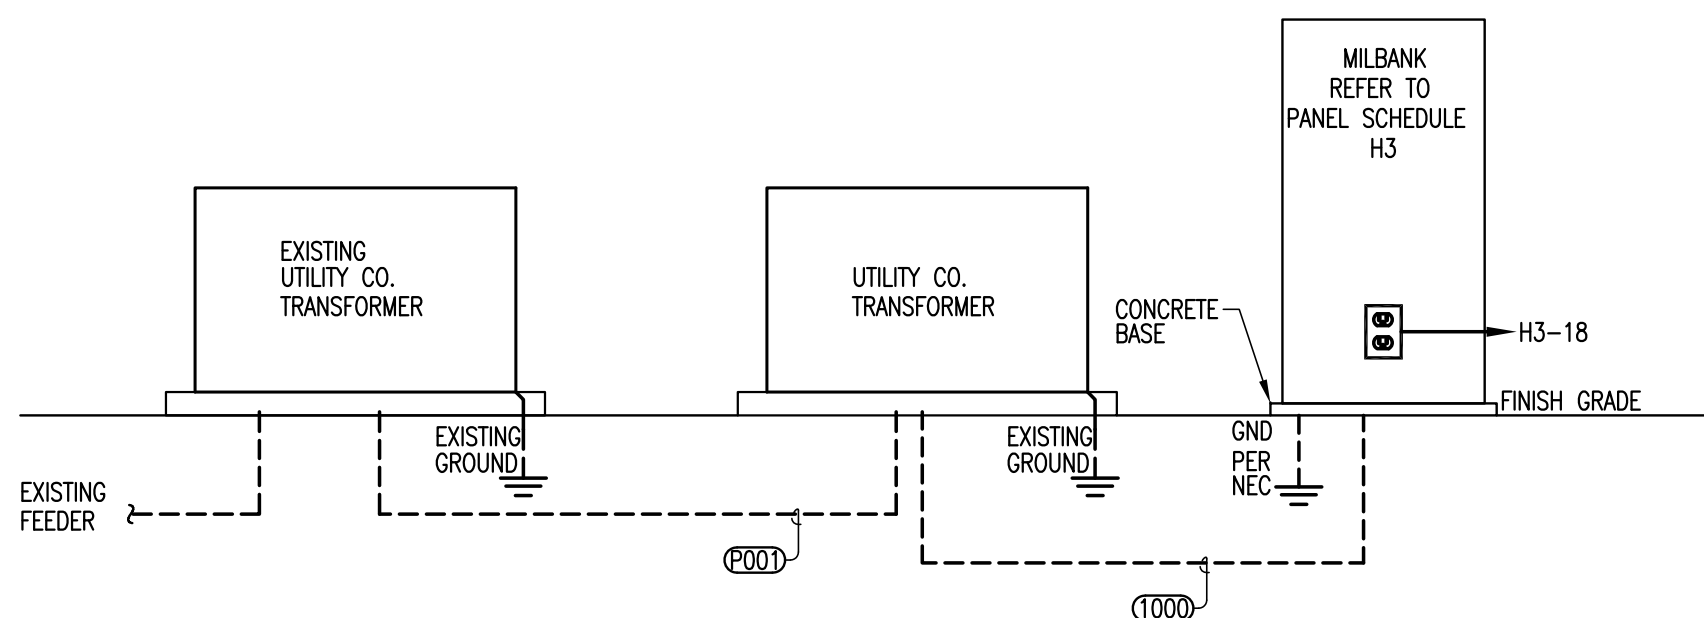 MILBANK
REFER TO
PANEL SCHEDULE
H3
EXISTING
UTILITY CO.
TRANSFORMER
UTILITY CO.
TRANSFORMER
CONCRETE
BASE
H3-18
FINISH GRADE
EXISTING
GROUND
EXISTING
GROUND
GND
PER
NEC
EXISTING
FEEDER
P001
1000